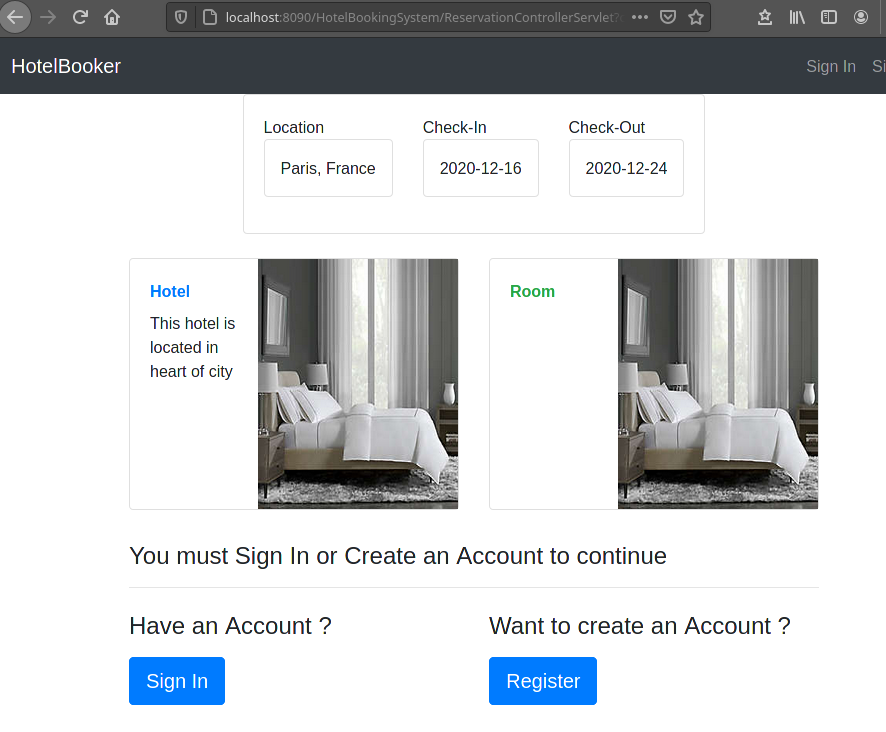 localhost:8090/HotelBookingSystem/ReservationControllerServlet?
HotelBooker
Sign In
Si
Location
Check-In
Check-Out
Paris, France
2020-12-16
2020-12-24
Hotel
This hotel is
located in
heart of city
Room
You must Sign In or Create an Account to continue
Have an Account ?
Want to create an Account ?
Sign In
Register